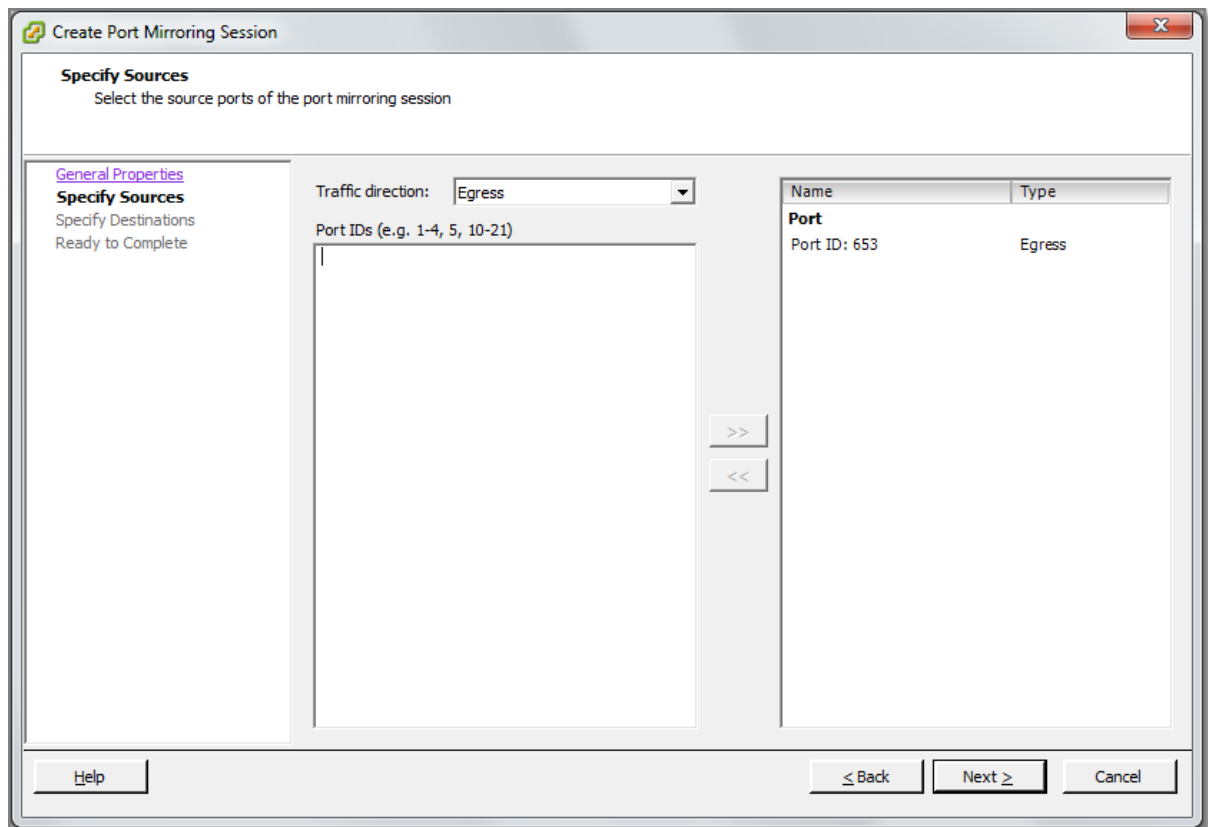 Create Port Mirroring Session
Specify Sources
Select the source ports of the port mirroring session
General Properties
Specify Sources
Specify Destinations
Ready to Complete
Traffic direction: Egress
Port IDs (e.g. 1-4, 5, 10-21)
>>
<<
Name Type
Port
Port ID: 653 Egress
Help
< Back Next > Cancel